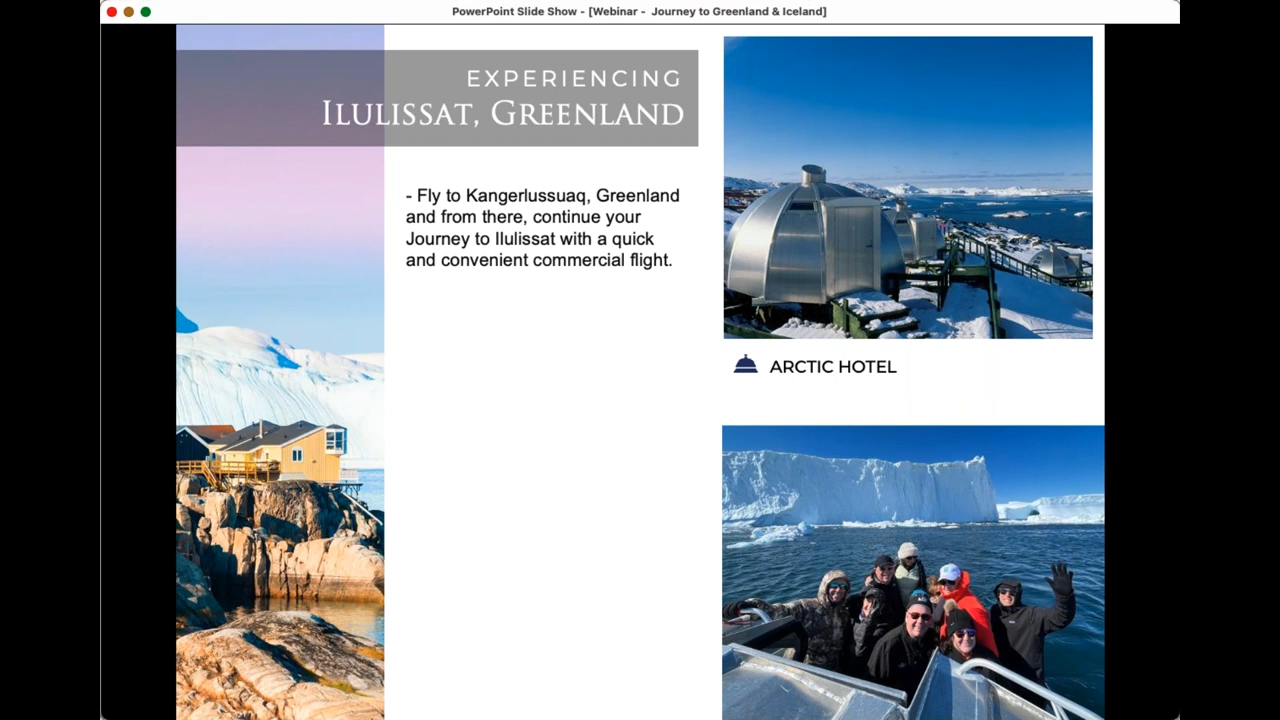 PowerPoint Slide Show - [Webinar - Journey to Greenland & Iceland]
EXPERIENCING
ILULISSAT, GREENLAND
- Fly to Kangerlussuaq, Greenland
and from there, continue your
Journey to Ilulissat with a quick
and convenient commercial flight.
ARCTIC HOTEL